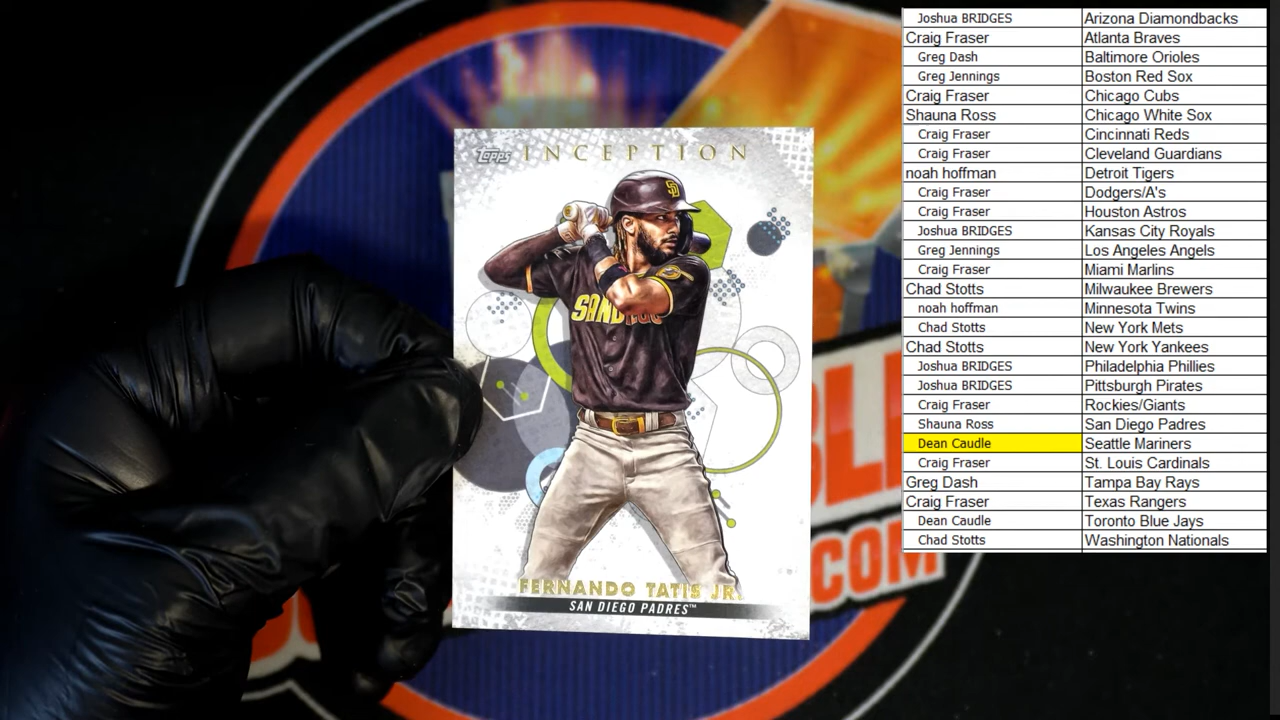 Topps INCEPTION
SD
SAN DIEGO
FERNANDO TATIS JR.
SAN DIEGO PADRES™
.COM
Joshua BRIDGES Arizona Diamondbacks
Craig Fraser Atlanta Braves
Greg Dash Baltimore Orioles
Greg Jennings Boston Red Sox
Craig Fraser Chicago Cubs
Shauna Ross Chicago White Sox
Craig Fraser Cincinnati Reds
Craig Fraser Cleveland Guardians
noah hoffman Detroit Tigers
Craig Fraser Dodgers/A's
Craig Fraser Houston Astros
Joshua BRIDGES Kansas City Royals
Greg Jennings Los Angeles Angels
Craig Fraser Miami Marlins
Chad Stotts Milwaukee Brewers
noah hoffman Minnesota Twins
Chad Stotts New York Mets
Chad Stotts New York Yankees
Joshua BRIDGES Philadelphia Phillies
Joshua BRIDGES Pittsburgh Pirates
Craig Fraser Rockies/Giants
Shauna Ross San Diego Padres
Dean Caudle Seattle Mariners
Craig Fraser St. Louis Cardinals
Greg Dash Tampa Bay Rays
Craig Fraser Texas Rangers
Dean Caudle Toronto Blue Jays
Chad Stotts Washington Nationals